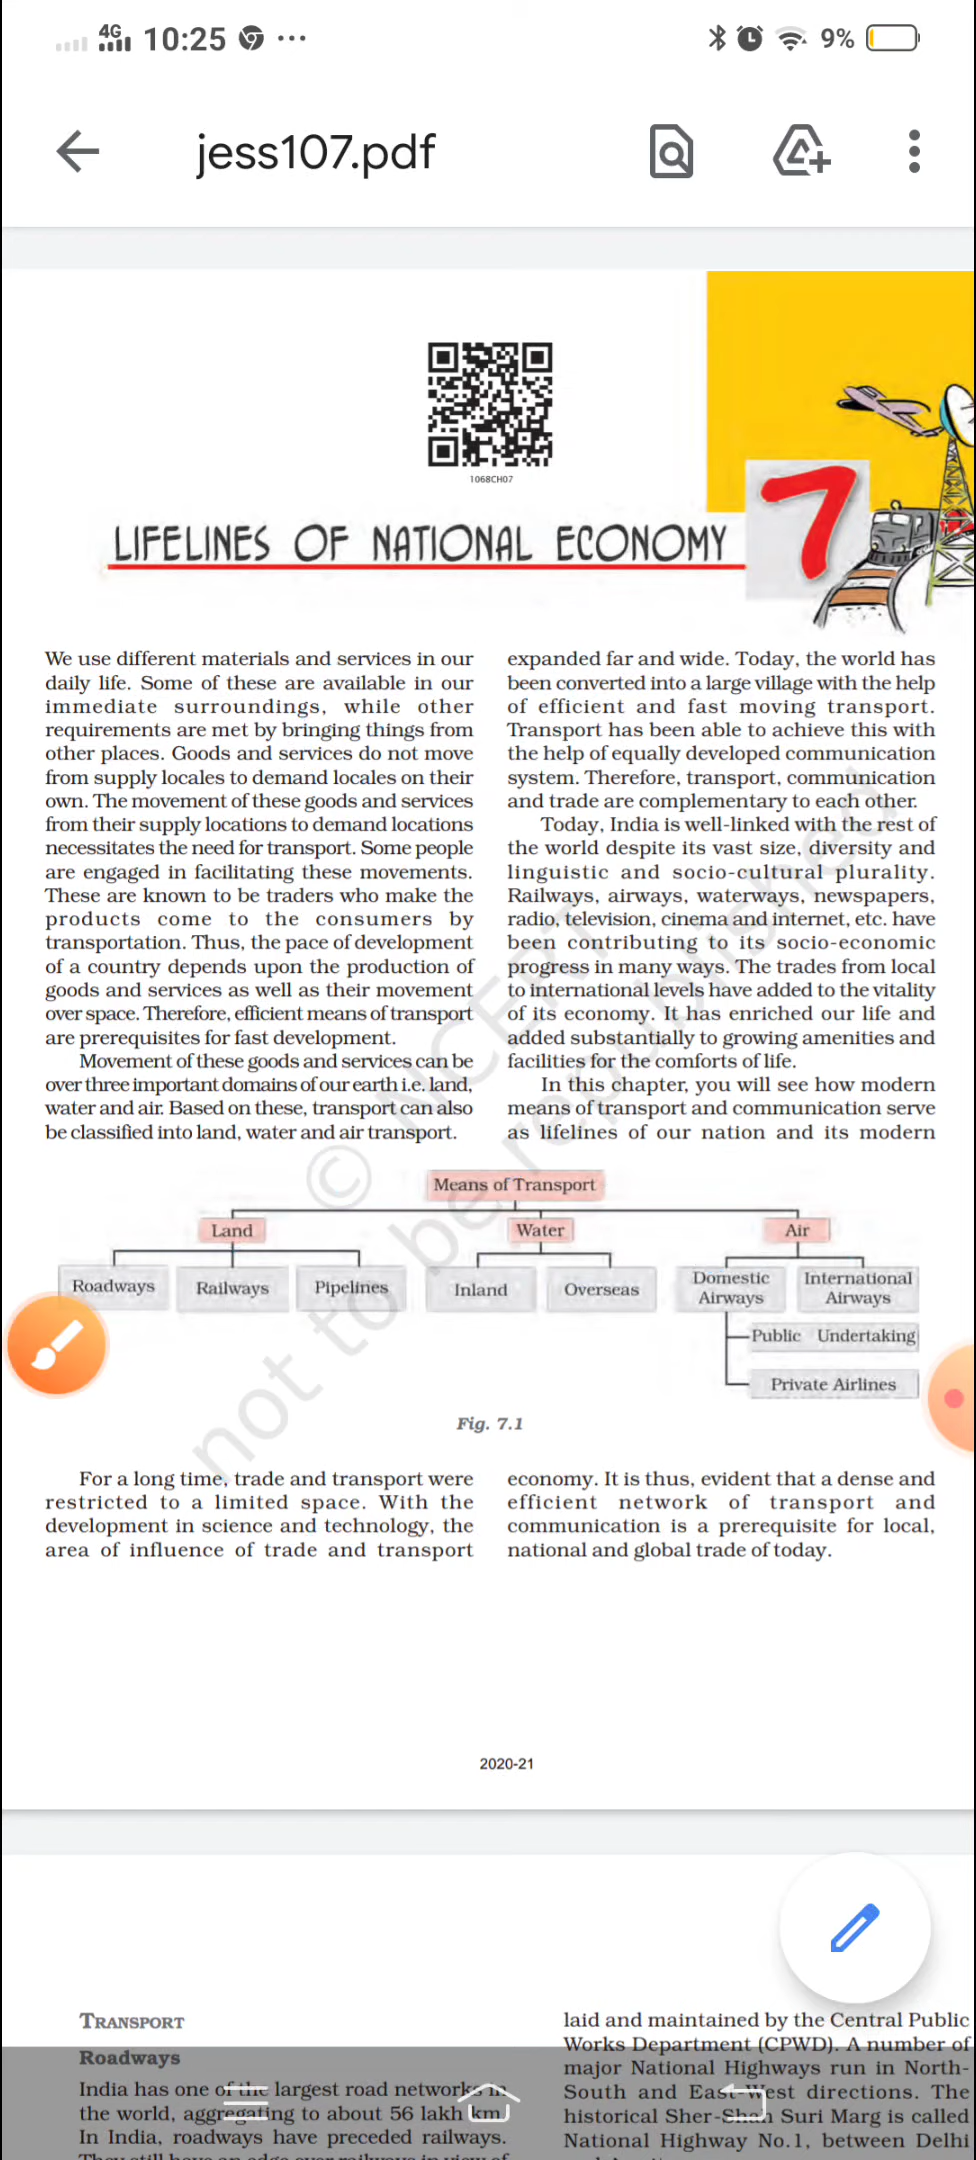 4G 10:25 ... 9%
jess107.pdf
1068CH07
LIFELINES OF NATIONAL ECONOMY
7
We use different materials and services in our
daily life. Some of these are available in our
immediate surroundings, while other
requirements are met by bringing things from
other places. Goods and services do not move
from supply locales to demand locales on their
own. The movement of these goods and services
from their supply locations to demand locations
necessitates the need for transport. Some people
are engaged in facilitating these movements.
These are known to be traders who make the
products come to the consumers by
transportation. Thus, the pace of development
of a country depends upon the production of
goods and services as well as their movement
over space. Therefore, efficient means of transport
are prerequisites for fast development.
Movement of these goods and services can be
over three important domains of our earth i.e. land,
water and air. Based on these, transport can also
be classified into land, water and air transport.
expanded far and wide. Today, the world has
been converted into a large village with the help
of efficient and fast moving transport.
Transport has been able to achieve this with
the help of equally developed communication
system. Therefore, transport, communication
and trade are complementary to each other.
Today, India is well-linked with the rest of
the world despite its vast size, diversity and
linguistic and socio-cultural plurality.
Railways, airways, waterways, newspapers,
radio, television, cinema and internet, etc. have
been contributing to its socio-economic
progress in many ways. The trades from local
to international levels have added to the vitality
of its economy. It has enriched our life and
added substantially to growing amenities and
facilities for the comforts of life.
In this chapter, you will see how modern
means of transport and communication serve
as lifelines of our nation and its modern
© NCERT
not to be republished
Means of Transport
Land Water Air
Roadways Railways Pipelines Inland Overseas Domestic Airways International Airways
Public Undertaking
Private Airlines
Fig. 7.1
For a long time, trade and transport were
restricted to a limited space. With the
development in science and technology, the
area of influence of trade and transport
economy. It is thus, evident that a dense and
efficient network of transport and
communication is a prerequisite for local,
national and global trade of today.
2020-21
TRANSPORT
Roadways
India has one of the largest road networks in
the world, aggregating to about 56 lakh km.
In India, roadways have preceded railways.
laid and maintained by the Central Public
Works Department (CPWD). A number of
major National Highways run in North-
South and East-West directions. The
historical Sher-Shah Suri Marg is called
National Highway No.1, between Delhi